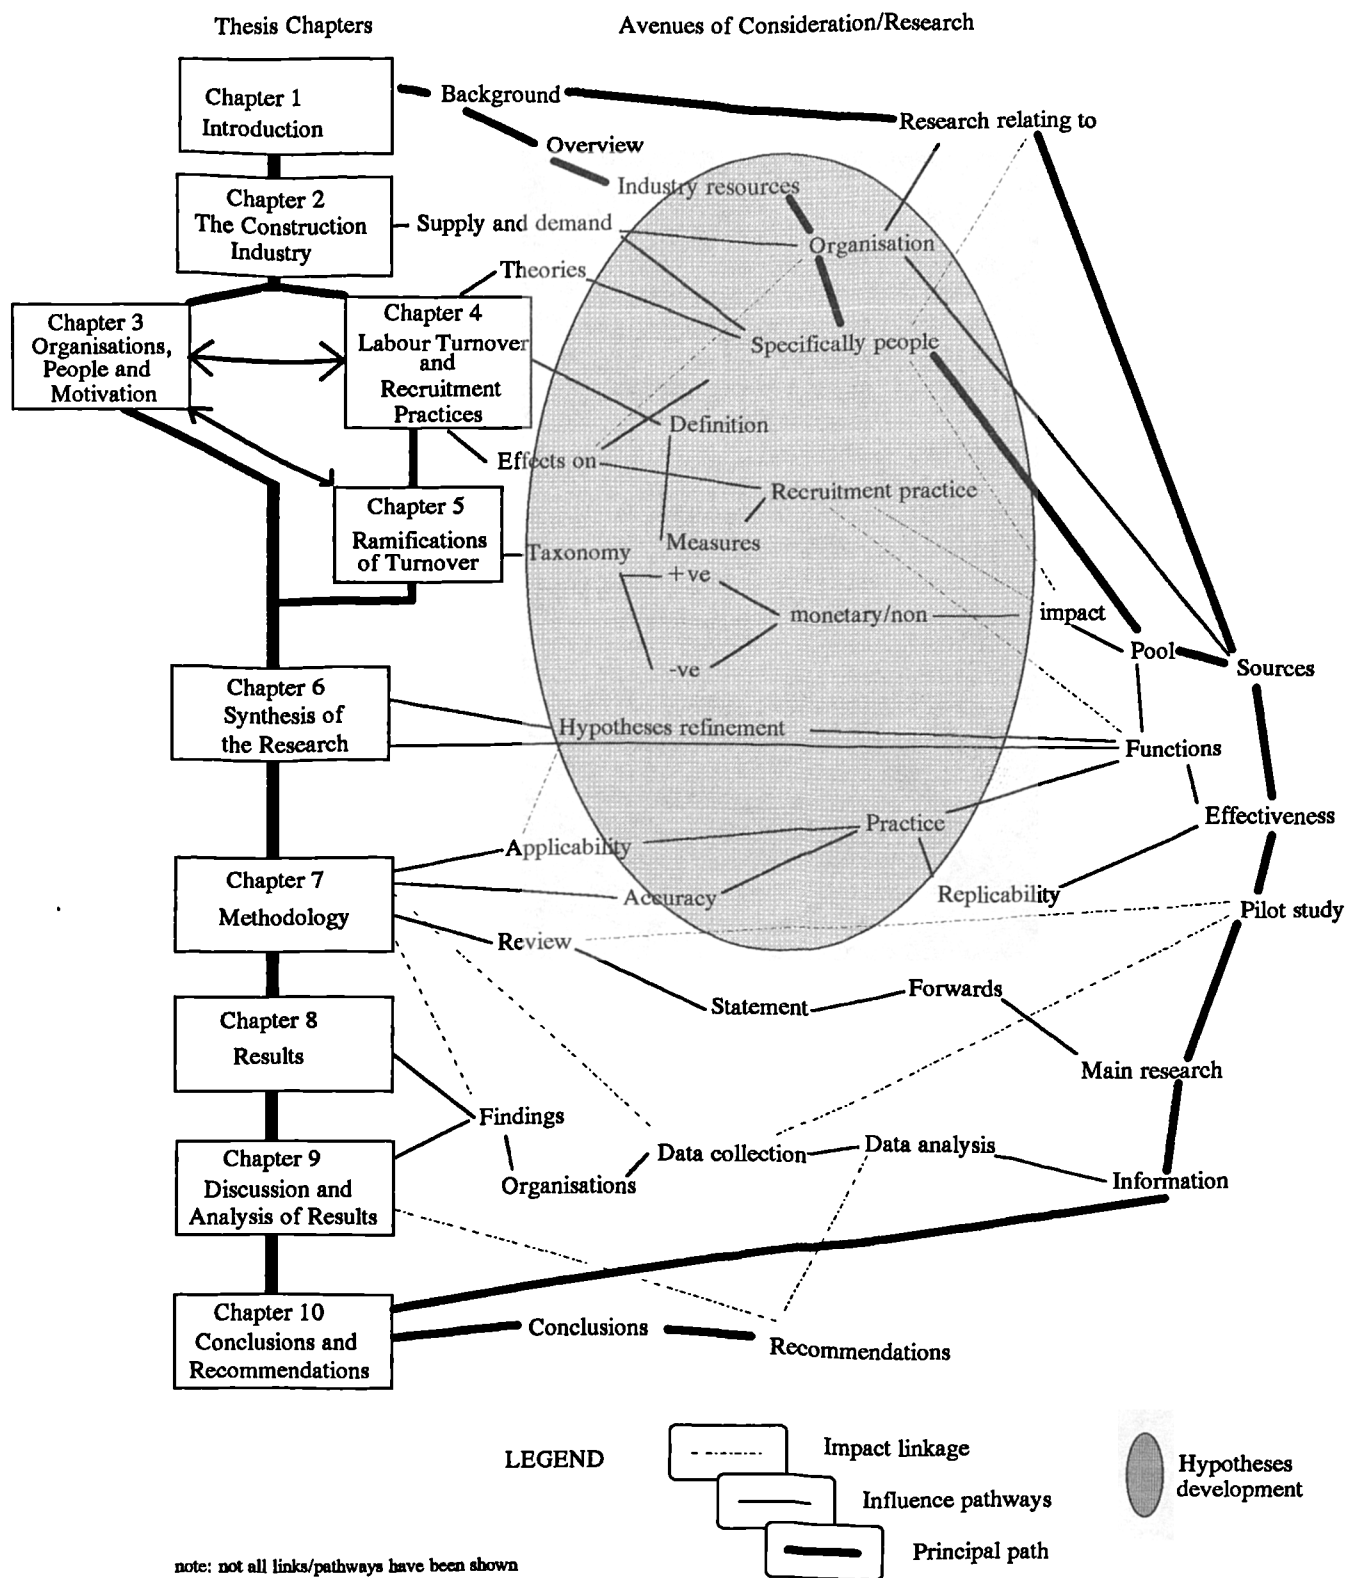 Thesis Chapters
Avenues of Consideration/Research
Chapter 1
Introduction
Background
Research relating to
Overview
Industry resources
Chapter 2
The Construction
Industry
Supply and demand
Organisation
Theories
Chapter 3
Organisations,
People and
Motivation
Chapter 4
Labour Turnover
and
Recruitment
Practices
Specifically people
Definition
Effects on
Recruitment practice
Chapter 5
Ramifications
of Turnover
Measures
Taxonomy
+ve
monetary/non
impact
-ve
Pool
Sources
Chapter 6
Synthesis of
the Research
Hypotheses refinement
Functions
Effectiveness
Practice
Applicability
Chapter 7
Methodology
Accuracy
Replicability
Pilot study
Review
Statement
Forwards
Chapter 8
Results
Main research
Findings
Data collection
Data analysis
Organisations
Information
Chapter 9
Discussion and
Analysis of Results
Chapter 10
Conclusions and
Recommendations
Conclusions
Recommendations
LEGEND
Impact linkage
Influence pathways
Principal path
Hypotheses
development
note: not all links/pathways have been shown